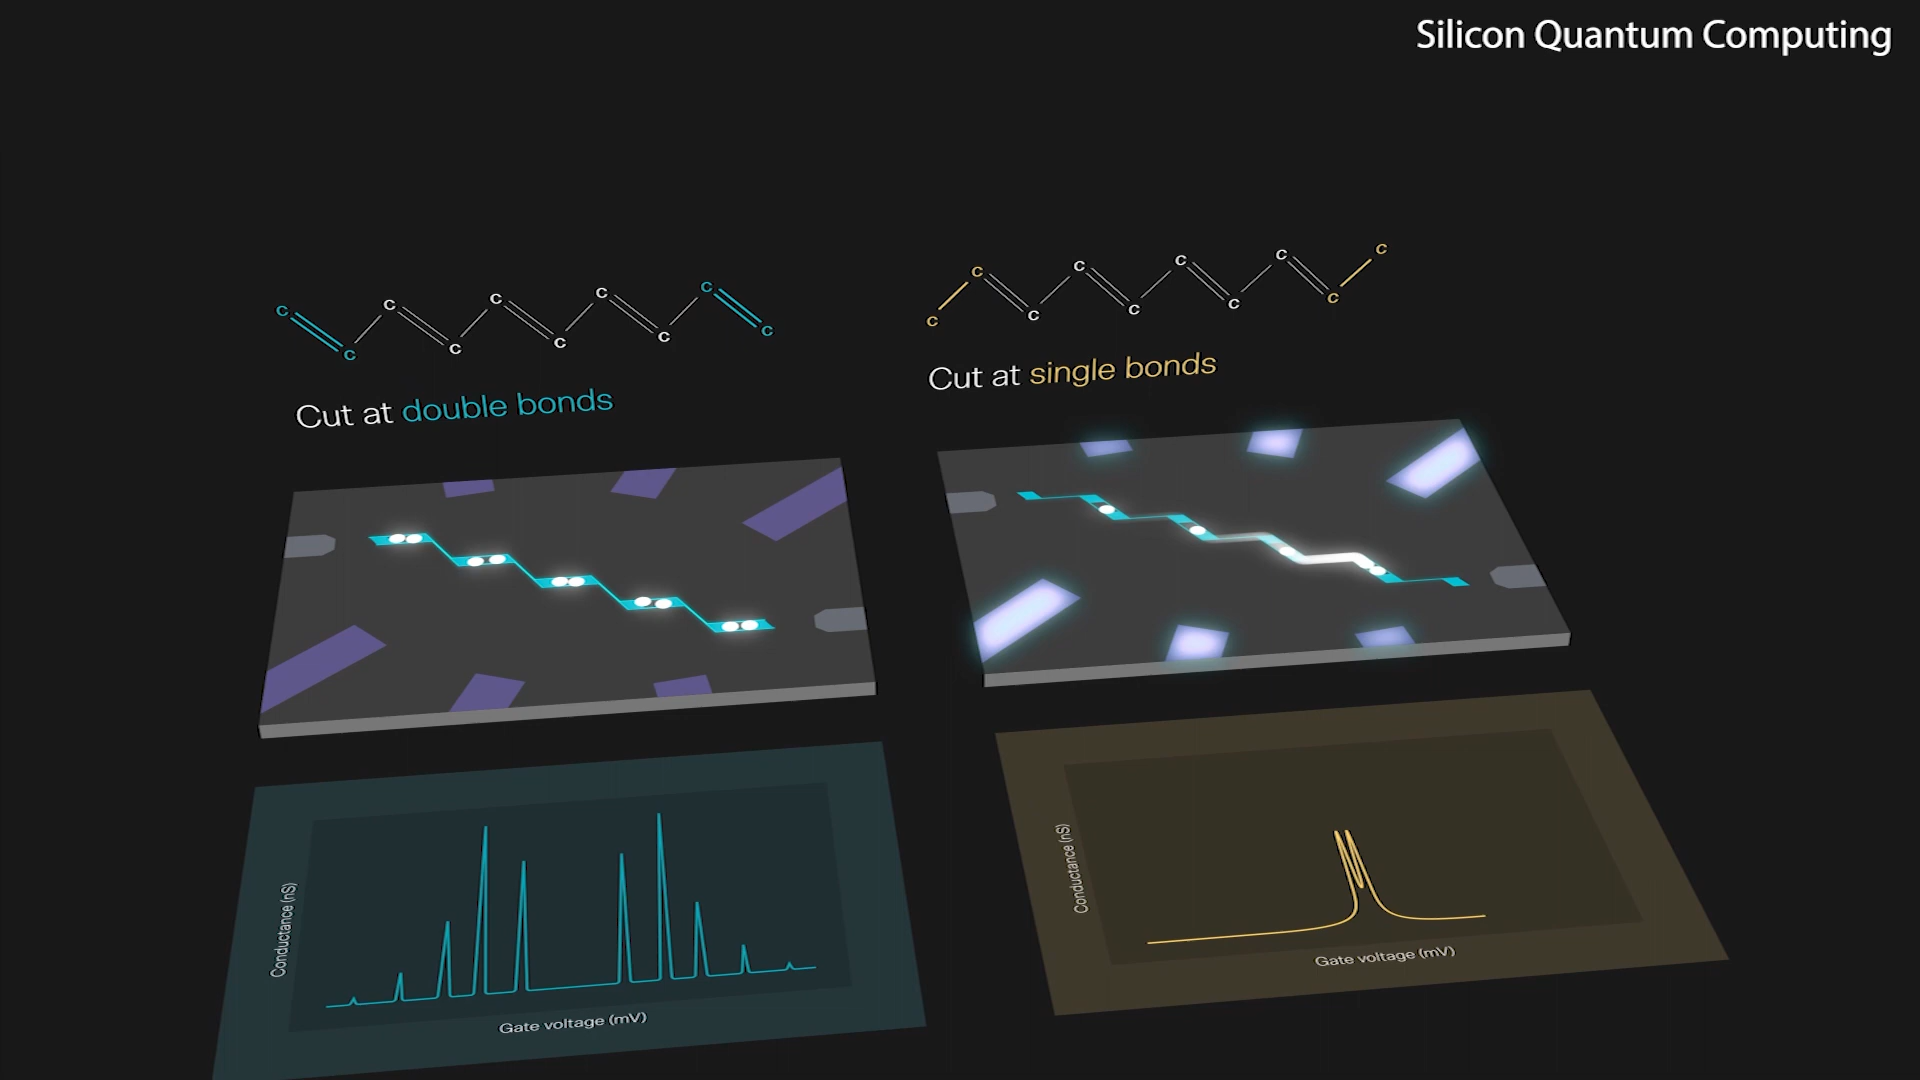 Silicon Quantum Computing
C C C C C C C C C C
Cut at double bonds
C C C C C C C C C C
Cut at single bonds
Conductance (nS)
Gate voltage (mV)
Conductance (nS)
Gate voltage (mV)